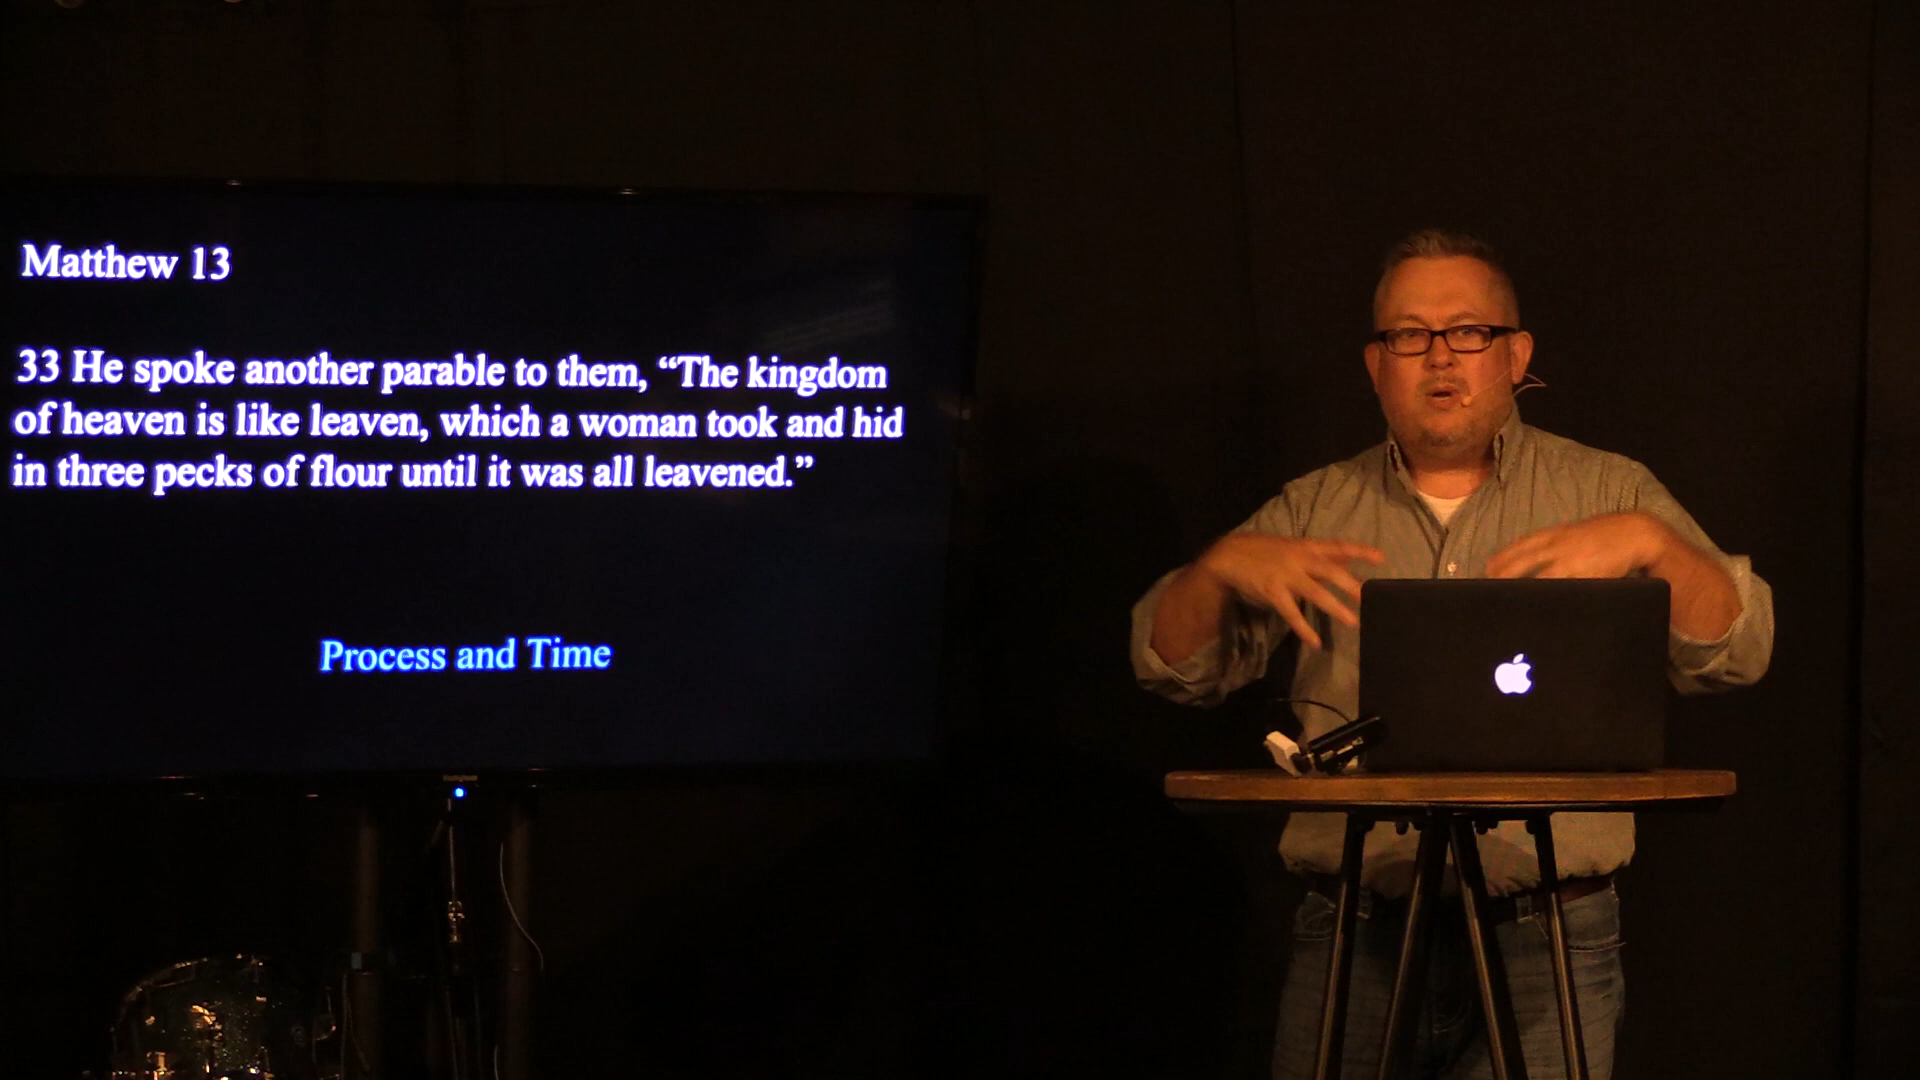 Matthew 13
33 He spoke another parable to them, “The kingdom
of heaven is like leaven, which a woman took and hid
in three pecks of flour until it was all leavened.”
Process and Time